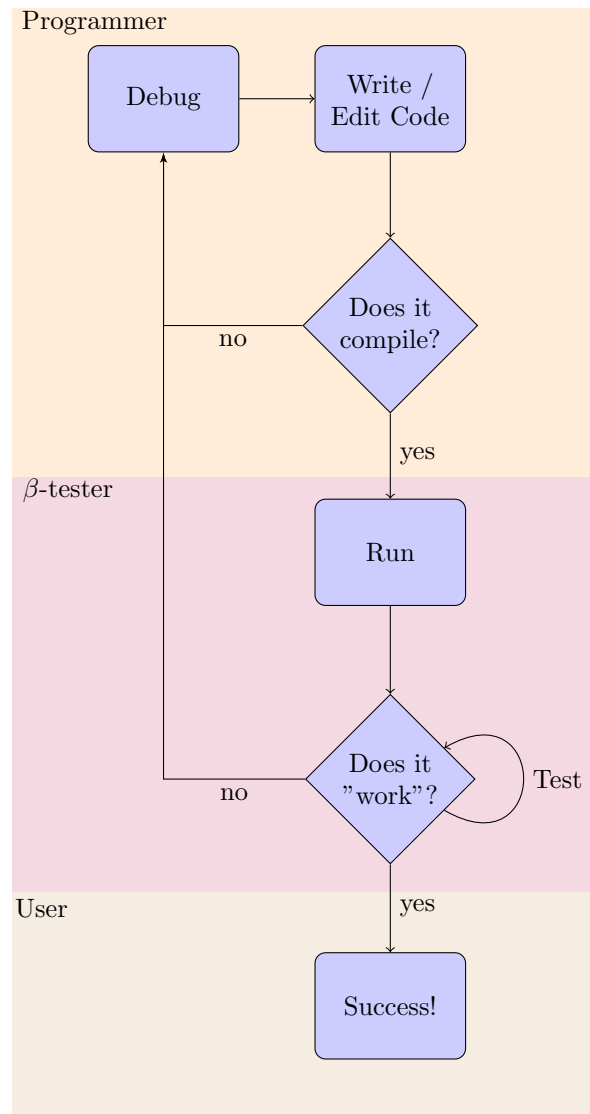 Programmer
Debug
Write /
Edit Code
Does it
compile?
no
yes
β-tester
Run
Does it
”work”?
Test
no
yes
User
Success!